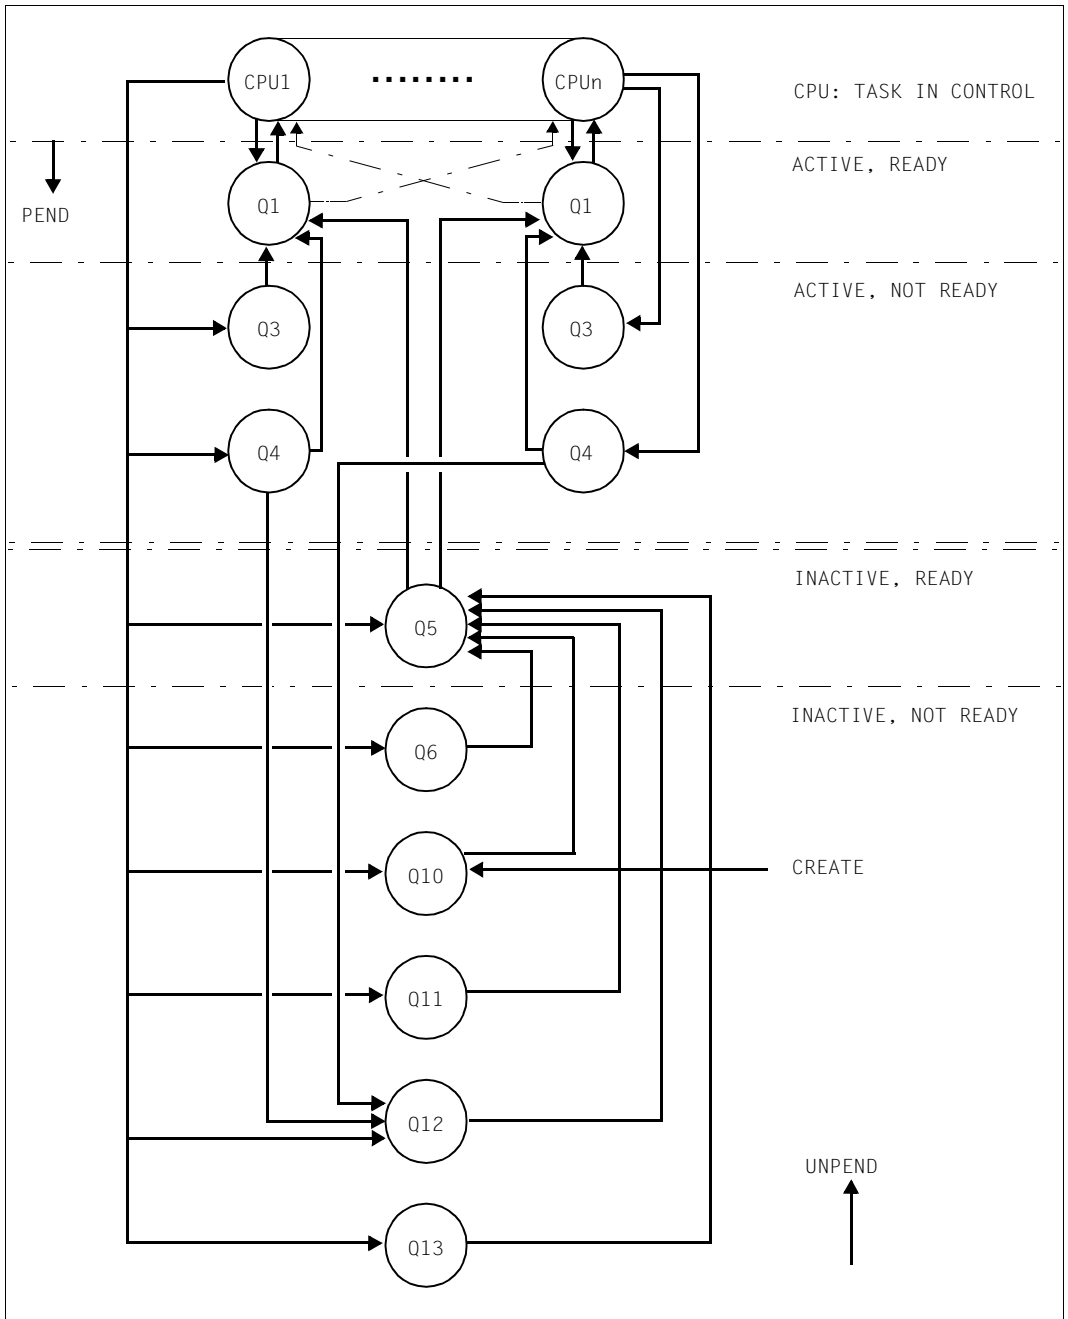 CPU1
CPUn
CPU: TASK IN CONTROL
ACTIVE, READY
PEND
Q1
Q1
ACTIVE, NOT READY
Q3
Q3
Q4
Q4
INACTIVE, READY
Q5
INACTIVE, NOT READY
Q6
Q10
CREATE
Q11
Q12
UNPEND
Q13